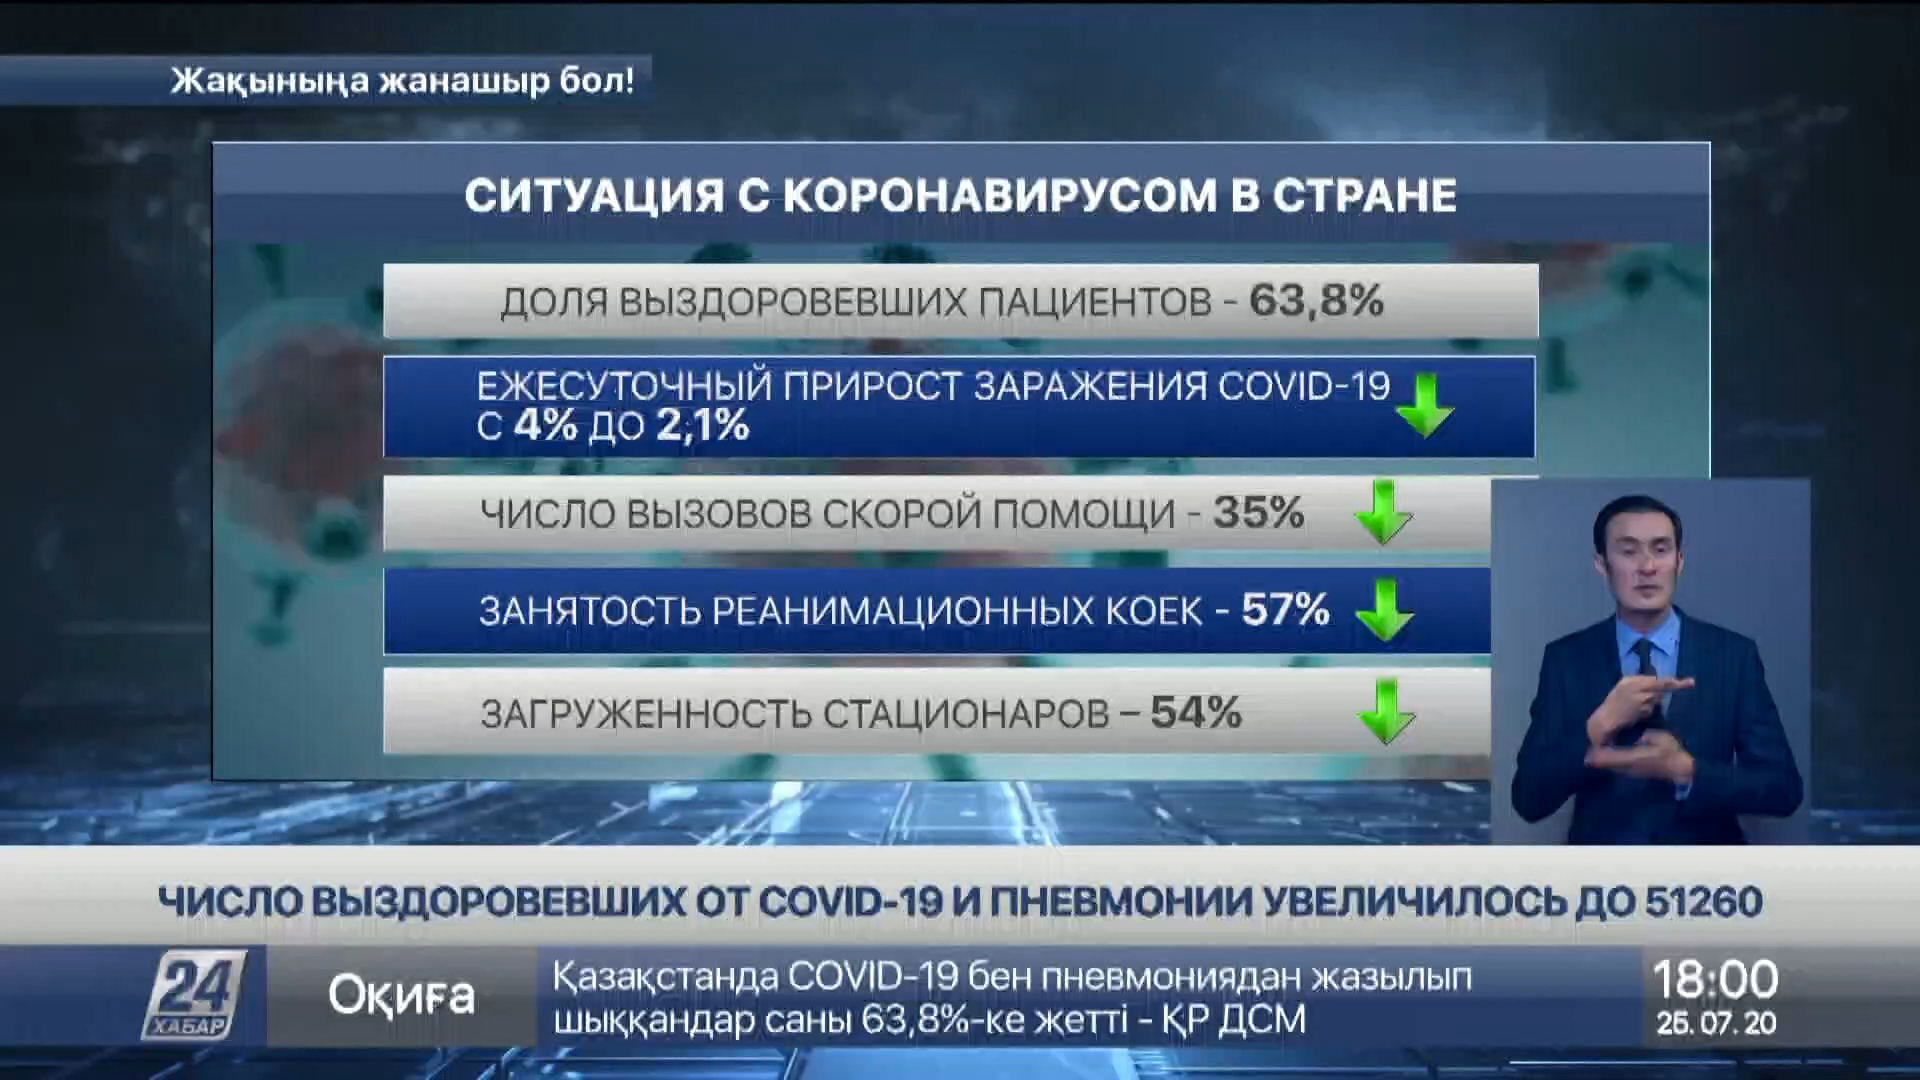 Жақыныңа жанашыр бол!
СИТУАЦИЯ С КОРОНАВИРУСОМ В СТРАНЕ
ДОЛЯ ВЫЗДОРОВЕВШИХ ПАЦИЕНТОВ - 63,8%
ЕЖЕСУТОЧНЫЙ ПРИРОСТ ЗАРАЖЕНИЯ COVID-19
С 4% ДО 2,1%
ЧИСЛО ВЫЗОВОВ СКОРОЙ ПОМОЩИ - 35%
ЗАНЯТОСТЬ РЕАНИМАЦИОННЫХ КОЕК - 57%
ЗАГРУЖЕННОСТЬ СТАЦИОНАРОВ – 54%
ЧИСЛО ВЫЗДОРОВЕВШИХ ОТ COVID-19 И ПНЕВМОНИИ УВЕЛИЧИЛОСЬ ДО 51260
24
ХАБАР
Оқиға
Қазақстанда COVID-19 бен пневмониядан жазылып
шыққандар саны 63,8%-ке жетті - ҚР ДСМ
18:00
25.07.20